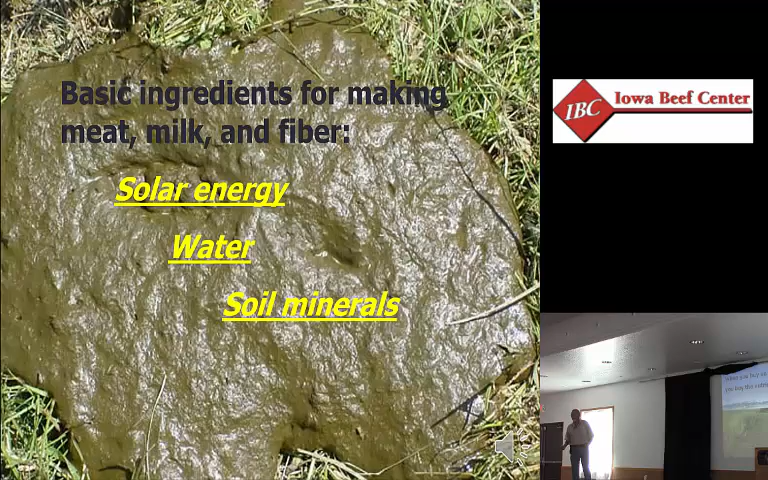 Basic ingredients for making
meat, milk, and fiber:
Solar energy
Water
Soil minerals
IBC Iowa Beef Center